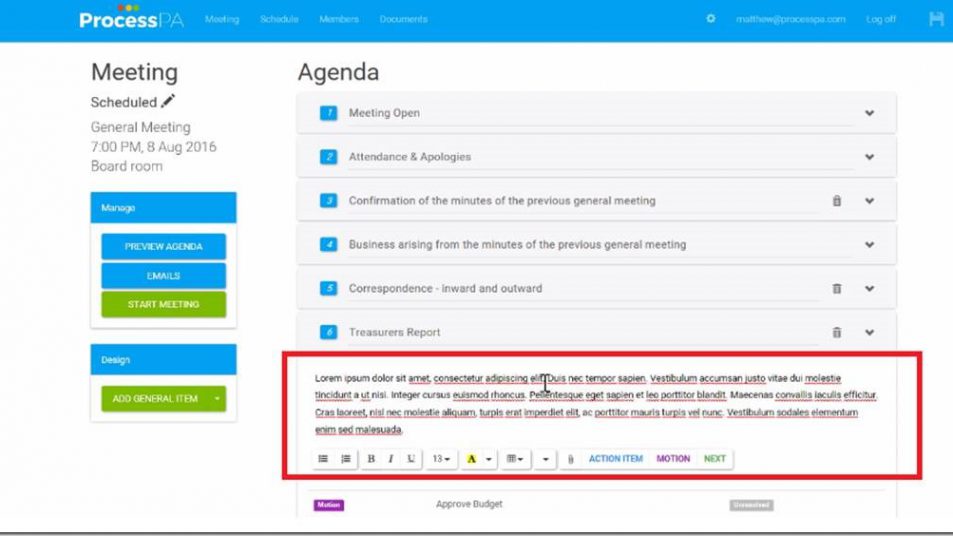 ProcessPA Meeting Schedule Members Documents matthew@processpa.com Log off
Meeting
Scheduled
General Meeting
7:00 PM, 8 Aug 2016
Board room
Manage
PREVIEW AGENDA
EMAILS
START MEETING
Design
ADD GENERAL ITEM
Agenda
1 Meeting Open
2 Attendance & Apologies
3 Confirmation of the minutes of the previous general meeting
4 Business arising from the minutes of the previous general meeting
5 Correspondence - inward and outward
6 Treasurers Report
Lorem ipsum dolor sit amet, consectetur adipiscing elit. Duis nec tempor sapien. Vestibulum accumsan justo vitae dui molestie
tincidunt a ut nisi. Integer cursus euismod rhoncus. Pellentesque eget sapien et leo porttitor blandit. Maecenas convallis iaculis efficitur.
Cras laoreet, nisl nec molestie aliquam, turpis erat imperdiet elit, ac porttitor mauris turpis vel nunc. Vestibulum sodales elementum
enim sed malesuada.
B I U 13 A ACTION ITEM MOTION NEXT
Motion Approve Budget Unresolved